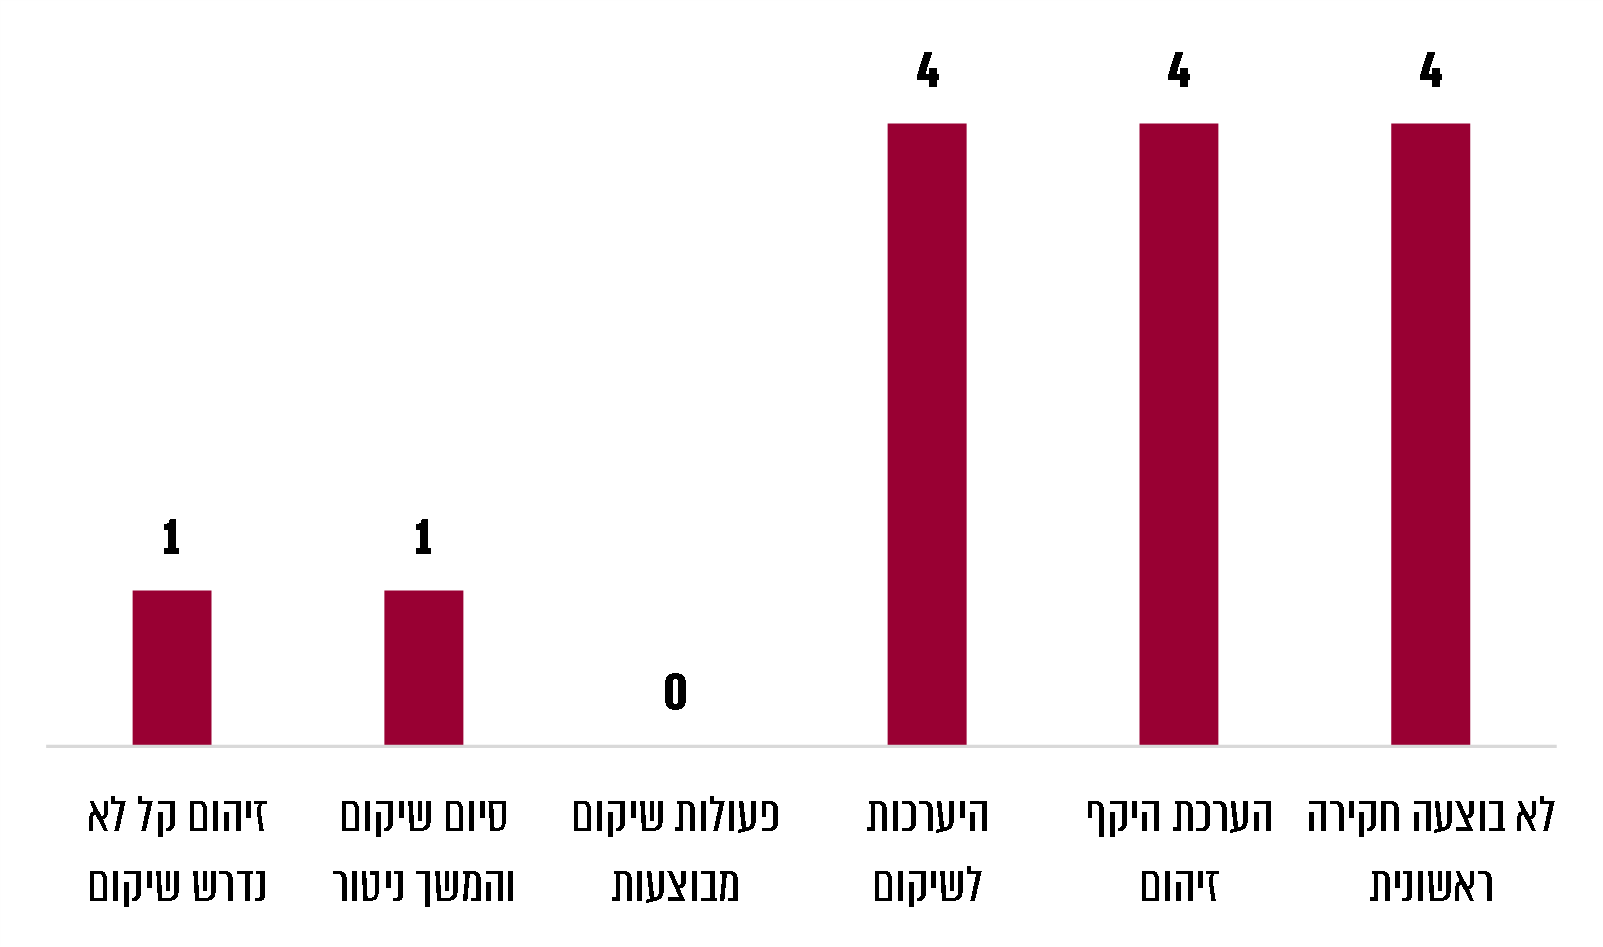 4
4
4
0
1
1
לא בוצעה חקירה
ראשונית
הערכת היקף
זיהום
היערכות
לשיקום
פעולות שיקום
מבוצעות
סיום שיקום
והמשך ניטור
זיהום קל לא
נדרש שיקום